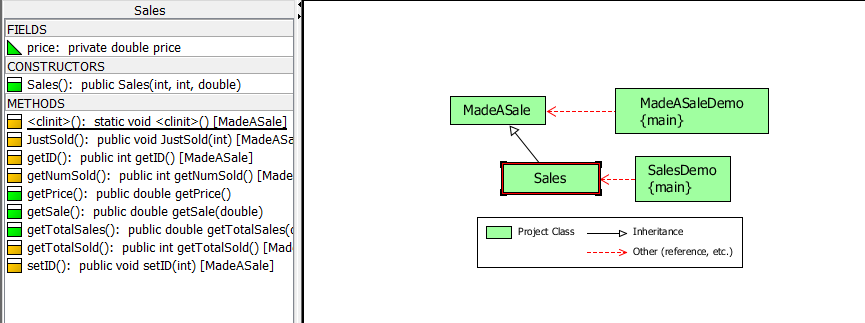 Sales
FIELDS
price: private double price
CONSTRUCTORS
Sales(): public Sales(int, int, double)
METHODS
<clinit>(): static void <clinit>() [MadeASale]
JustSold(): public void JustSold(int) [MadeASa
getID(): public int getID() [MadeASale]
getNumSold(): public int getNumSold() [MadeA
getPrice(): public double getPrice()
getSale(): public double getSale(double)
getTotalSales(): public double getTotalSales(d
getTotalSold(): public int getTotalSold() [Mad
setID(): public void setID(int) [MadeASale]
MadeASale
MadeASaleDemo
{main}
Sales
SalesDemo
{main}
Project Class
Inheritance
Other (reference, etc.)